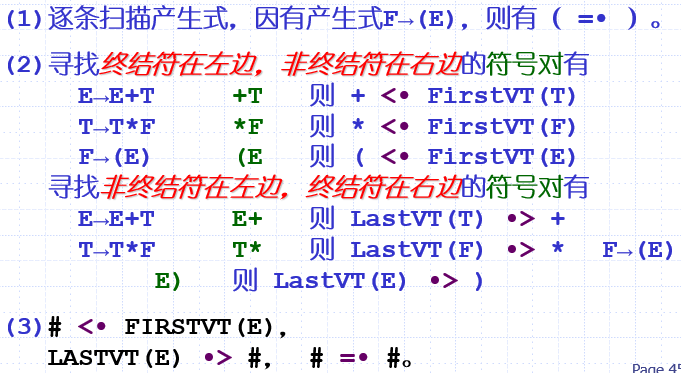 (1)逐条扫描产生式，因有产生式F→(E)，则有 ( =• ) 。
(2)寻找终结符在左边，非终结符在右边的符号对有
E→E+T +T 则 + <• FirstVT(T)
T→T*F *F 则 * <• FirstVT(F)
F→(E) (E 则 ( <• FirstVT(E)
寻找非终结符在左边，终结符在右边的符号对有
E→E+T E+ 则 LastVT(T) •> +
T→T*F T* 则 LastVT(F) •> * F→(E)
E) 则 LastVT(E) •> )
(3)# <• FIRSTVT(E),
LASTVT(E) •> #, # =• #。